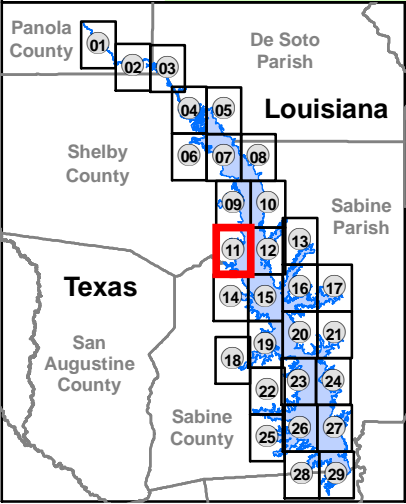 Panola
County
01
02
03
De Soto
Parish
04
05
Louisiana
Shelby
County
06
07
08
09
10
Sabine
Parish
11
12
13
Texas
14
15
16
17
San
Augustine
County
18
19
20
21
22
23
24
Sabine
County
25
26
27
28
29